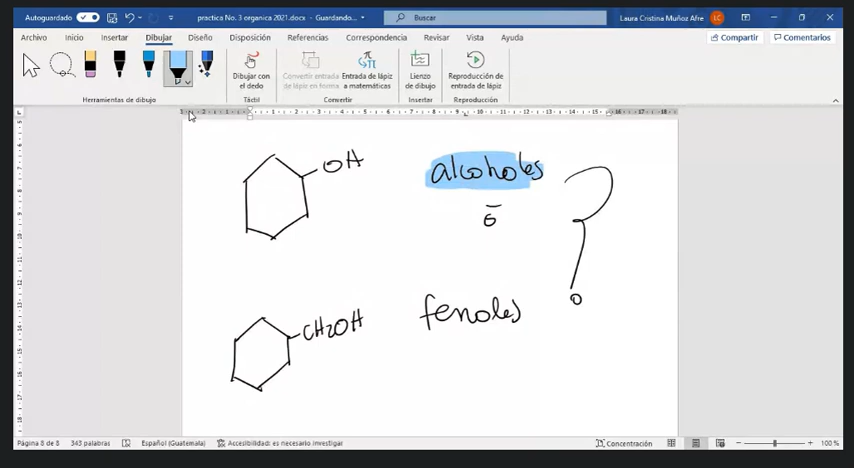 Autoguardado
practica No. 3 organica 2021.docx - Guardando...
Buscar
Laura Cristina Muñoz Afre
LC
Archivo Inicio Insertar Dibujar Diseño Disposición Referencias Correspondencia Revisar Vista Ayuda
Compartir
Comentarios
Dibujar con el dedo
Convertir entrada de lápiz en forma
Entrada de lápiz a matemáticas
Lienzo de dibujo
Reproducción de entrada de lápiz
Herramientas de dibujo
Táctil
Convertir
Insertar
Reproducción
OH
alcoholes
ó
?
CH2OH
fenoles
Página 8 de 8 343 palabras Español (Guatemala) Accesibilidad: es necesario investigar
Concentración
100 %